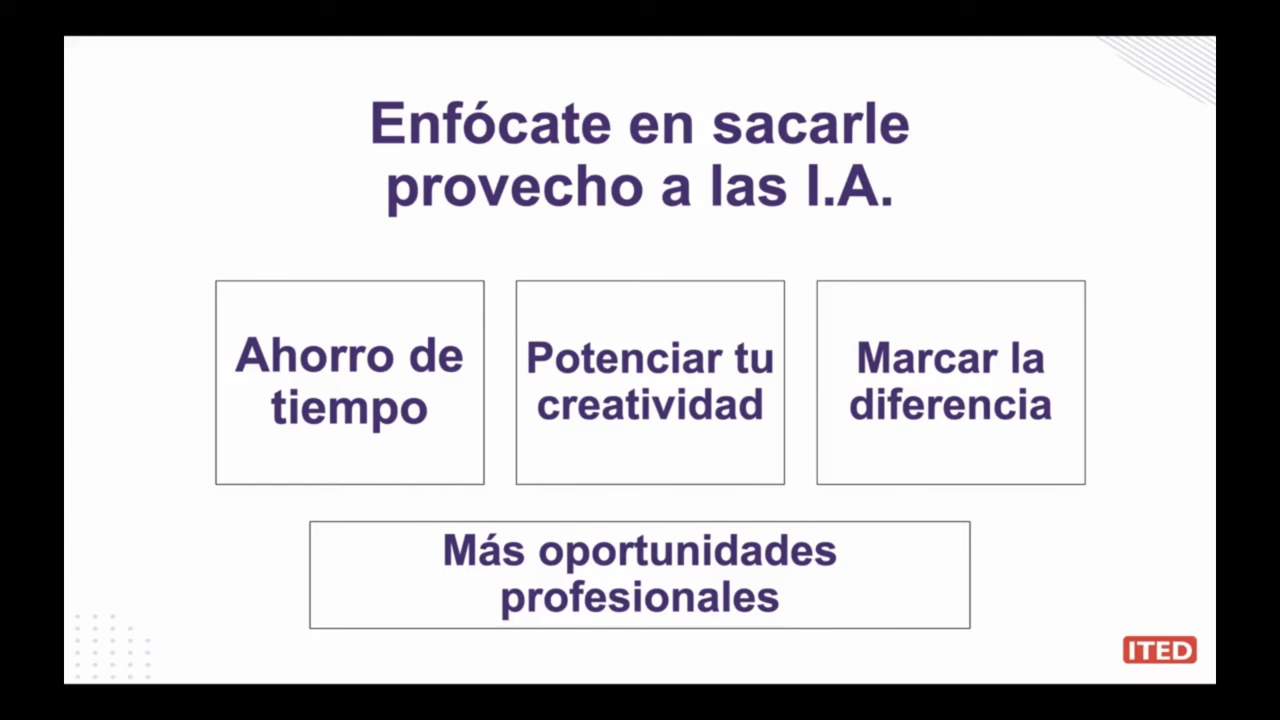 Enfócate en sacarle
provecho a las I.A.
Ahorro de
tiempo
Potenciar tu
creatividad
Marcar la
diferencia
Más oportunidades
profesionales
ITED